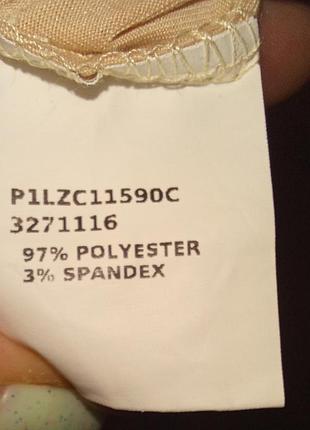 P1LZC11590C
3271116
97% POLYESTER
3% SPANDEX